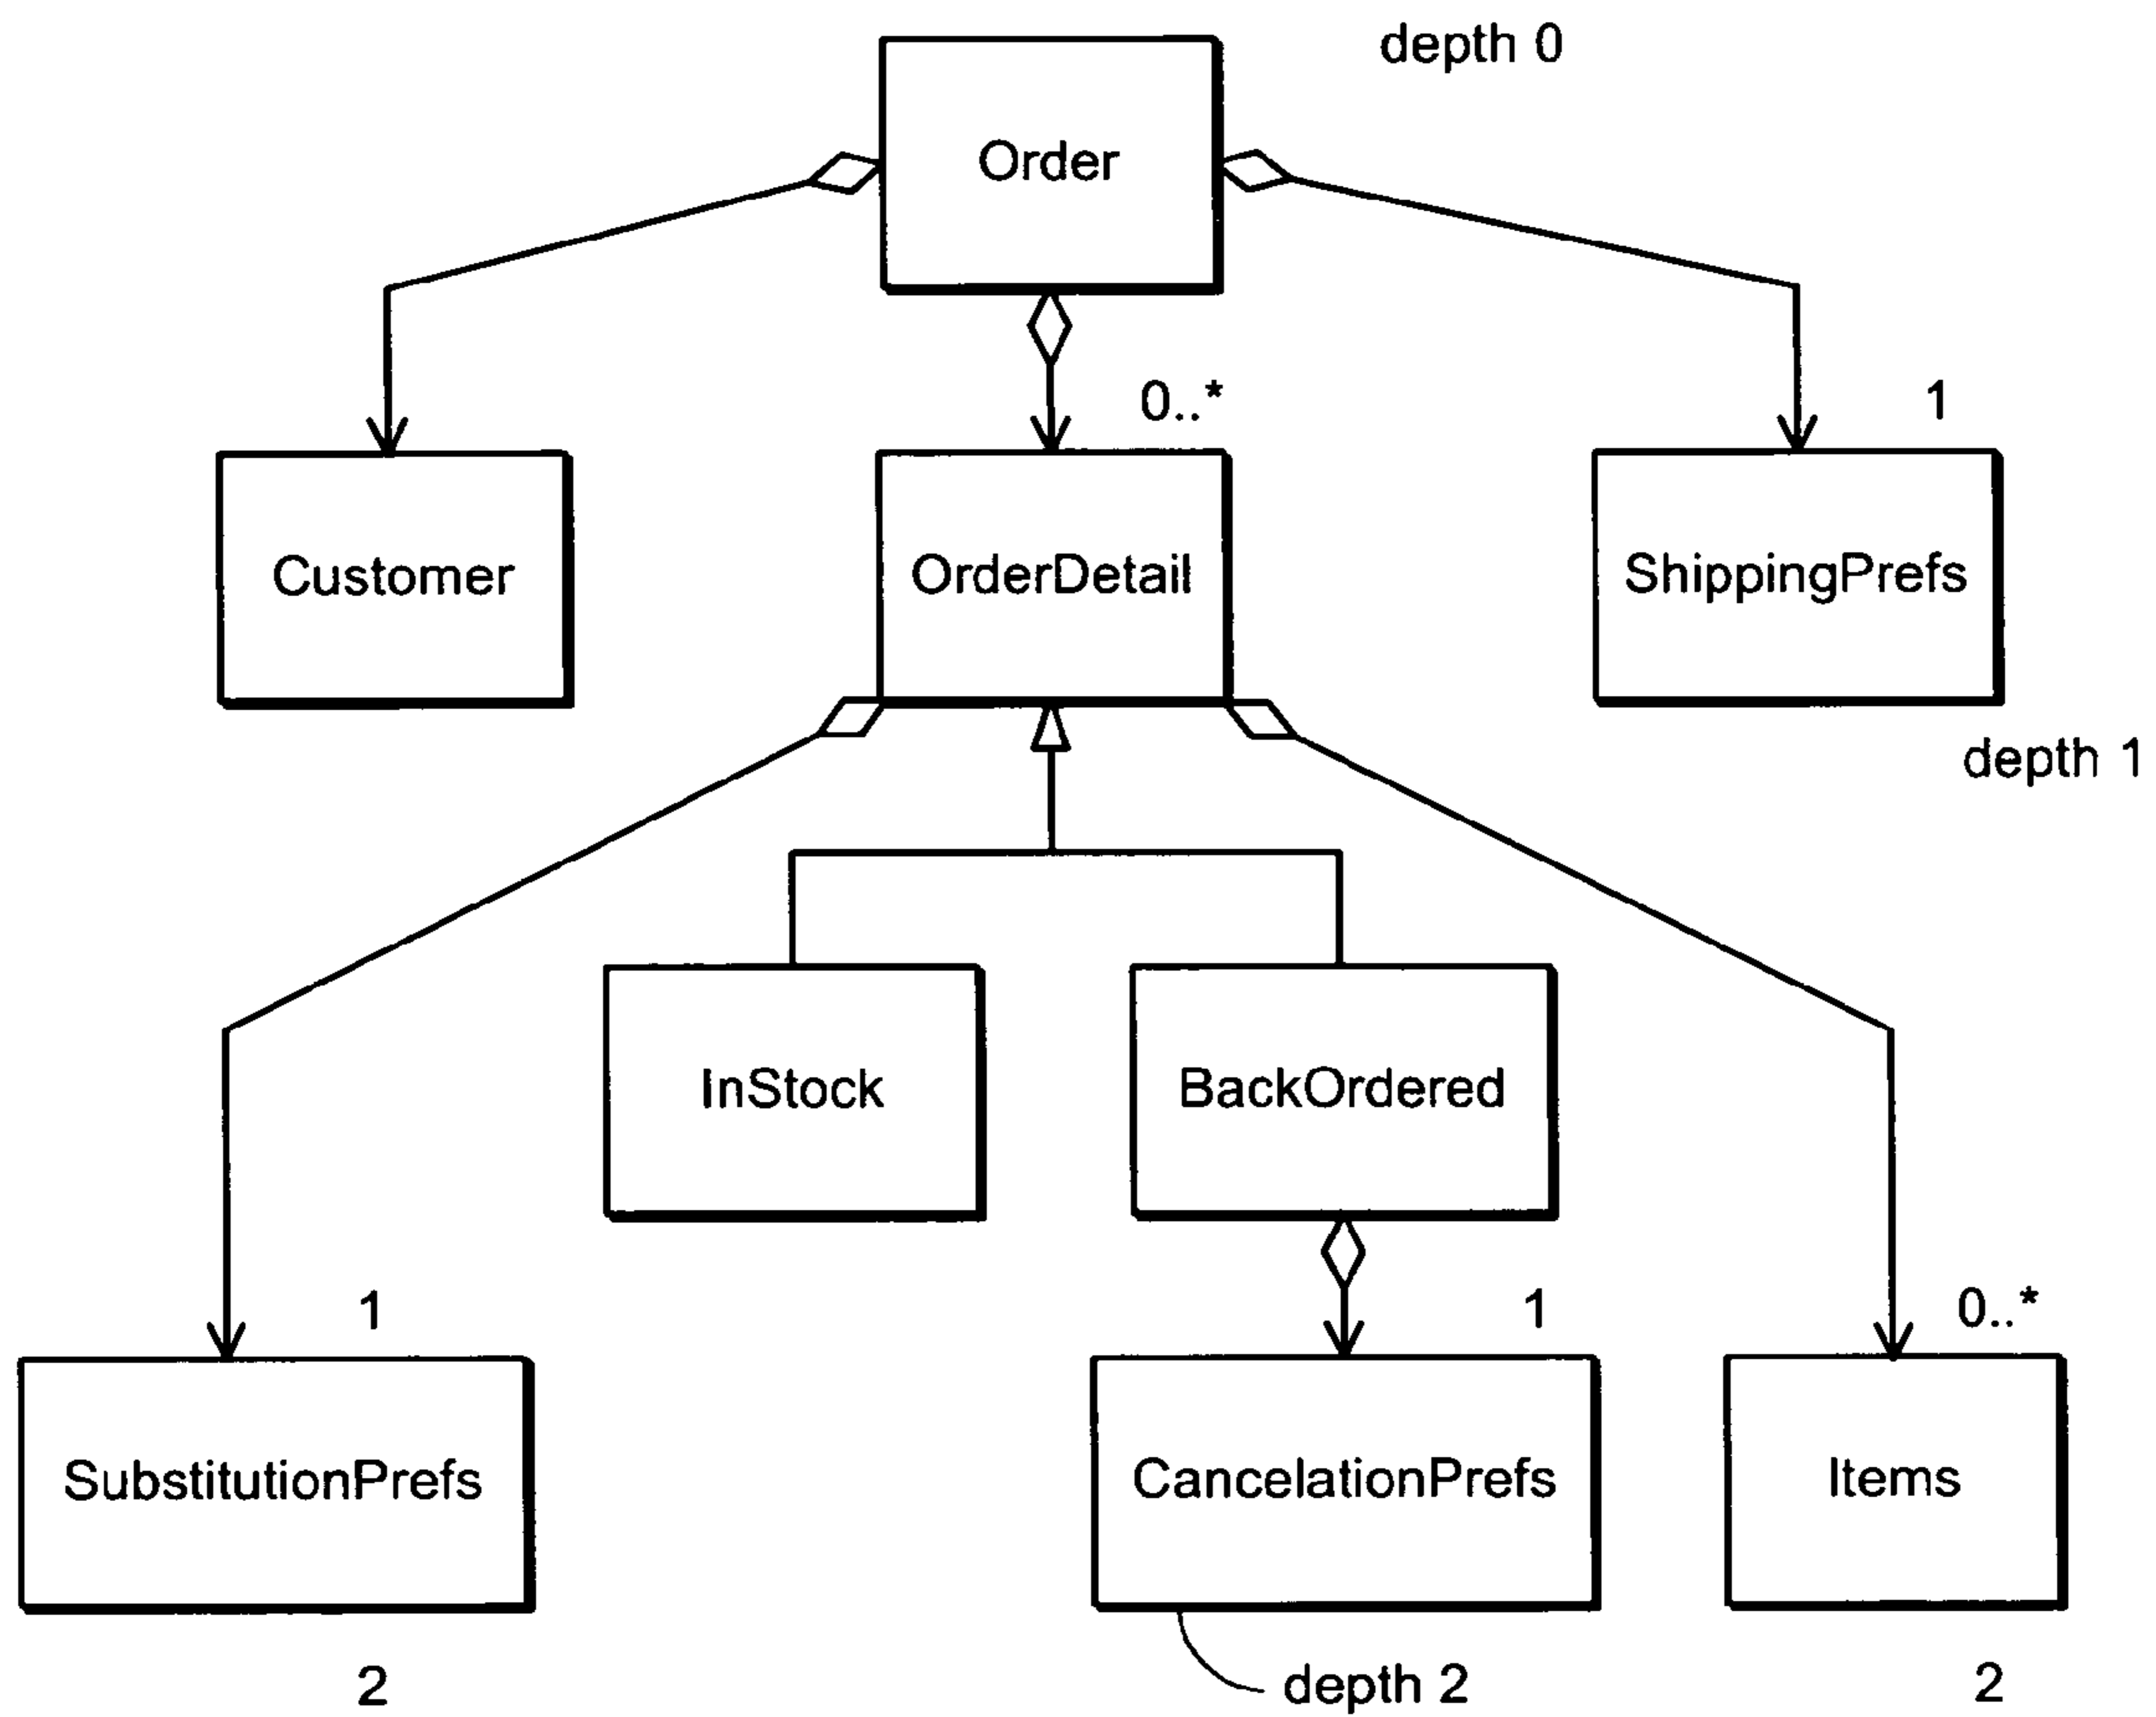 depth 0
Order
0..*
1
Customer
OrderDetail
ShippingPrefs
depth 1
InStock
BackOrdered
1
1
0..*
SubstitutionPrefs
CancelationPrefs
Items
2
depth 2
2